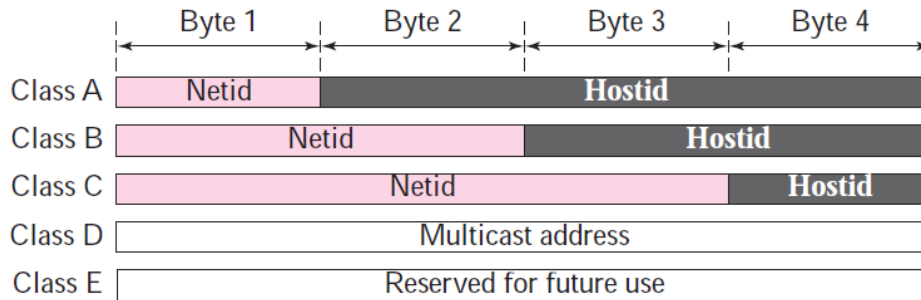 Byte 1 Byte 2 Byte 3 Byte 4
Class A Netid Hostid
Class B Netid Hostid
Class C Netid Hostid
Class D Multicast address
Class E Reserved for future use